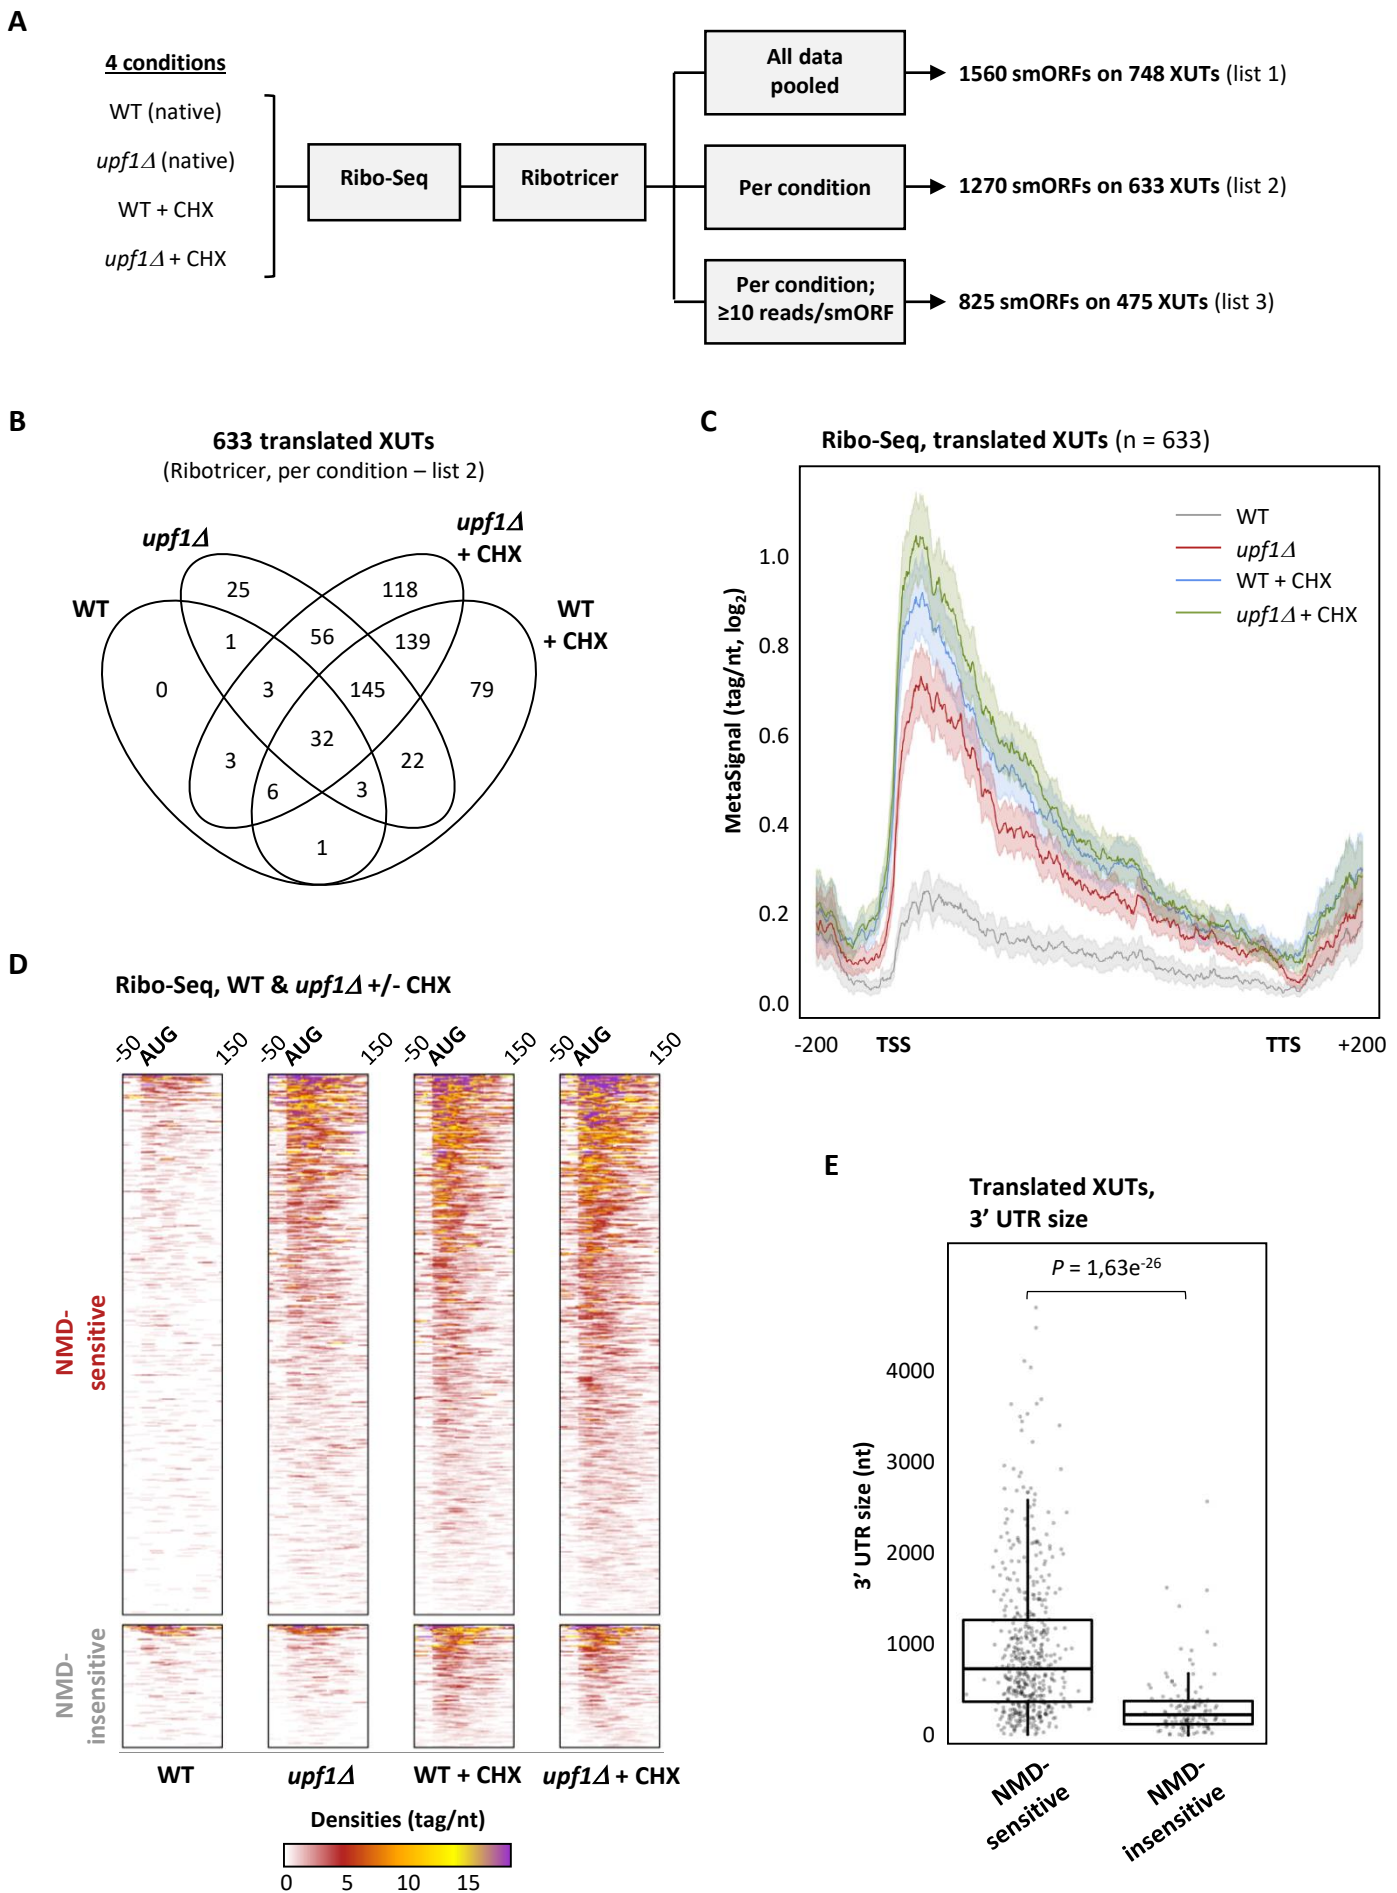 A
4 conditions
WT (native)
upf1Δ (native)
WT + CHX
upf1Δ + CHX
Ribo-Seq
Ribotricer
All data
pooled
Per condition
Per condition;
≥10 reads/smORF
1560 smORFs on 748 XUTs (list 1)
1270 smORFs on 633 XUTs (list 2)
825 smORFs on 475 XUTs (list 3)
B
633 translated XUTs
(Ribotricer, per condition – list 2)
WT
upf1Δ
upf1Δ
+ CHX
WT
+ CHX
25
118
1
56
139
0
3
145
79
32
3
22
6
3
1
C
Ribo-Seq, translated XUTs (n = 633)
WT
upf1Δ
WT + CHX
upf1Δ + CHX
MetaSignal (tag/nt, log2)
1.0
0.8
0.6
0.4
0.2
0.0
-200
TSS
TTS
+200
D
Ribo-Seq, WT & upf1Δ +/- CHX
-50 AUG 150
-50 AUG 150
-50 AUG 150
-50 AUG 150
NMD-
sensitive
NMD-
insensitive
WT
upf1Δ
WT + CHX
upf1Δ + CHX
Densities (tag/nt)
0 5 10 15
E
Translated XUTs,
3’ UTR size
P = 1,63e-26
3’ UTR size (nt)
4000
3000
2000
1000
0
NMD-
sensitive
NMD-
insensitive